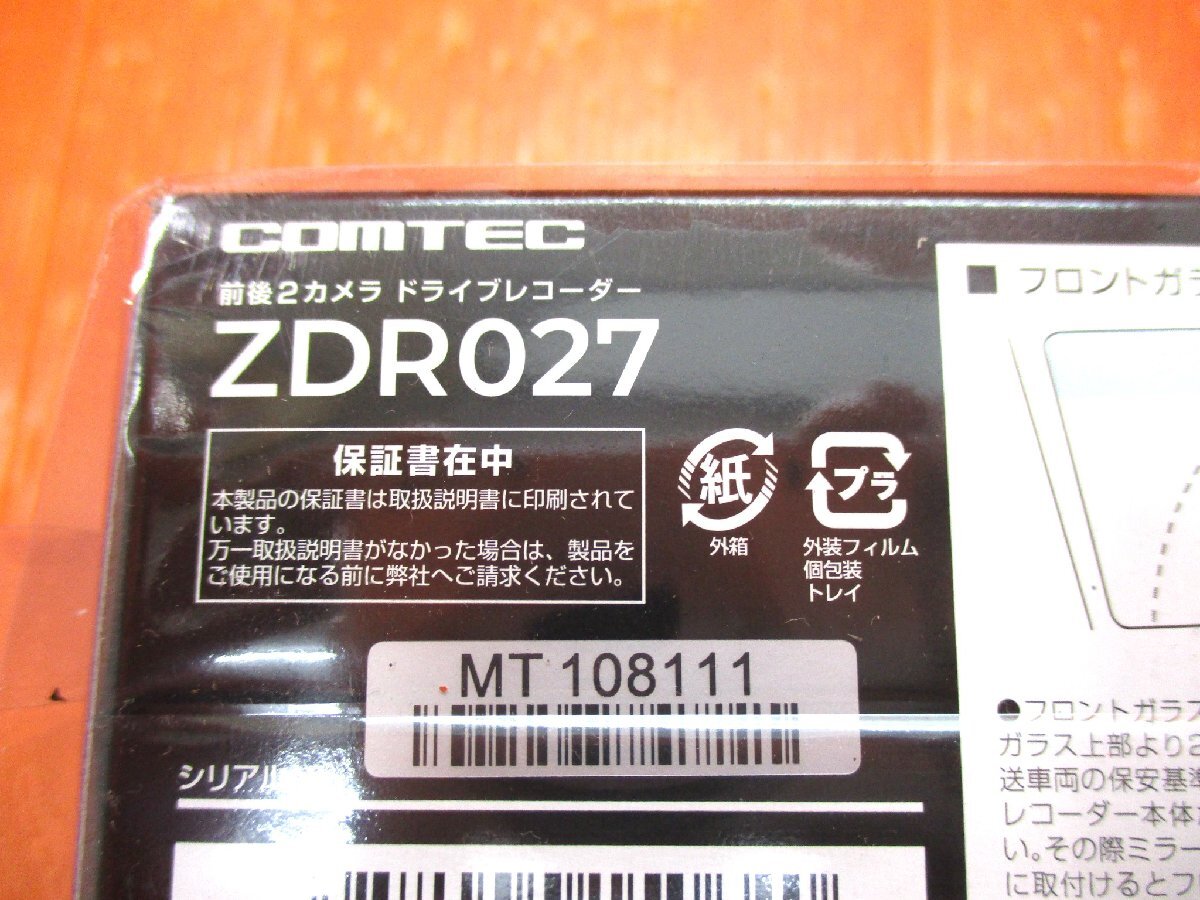 COMTEC
前後2カメラ ドライブレコーダー
ZDR027
保証書在中
本製品の保証書は取扱説明書に印刷されて
います。
万一取扱説明書がなかった場合は、製品を
ご使用になる前に弊社へご請求ください。
紙
外箱
プラ
外装フィルム
個包装
トレイ
MT 108111
シリアル
■ フロントガラ
●フロントガラス
ガラス上部より2
送車両の保安基準
レコーダー本体
い。その際ミラー
に取付けるとフ